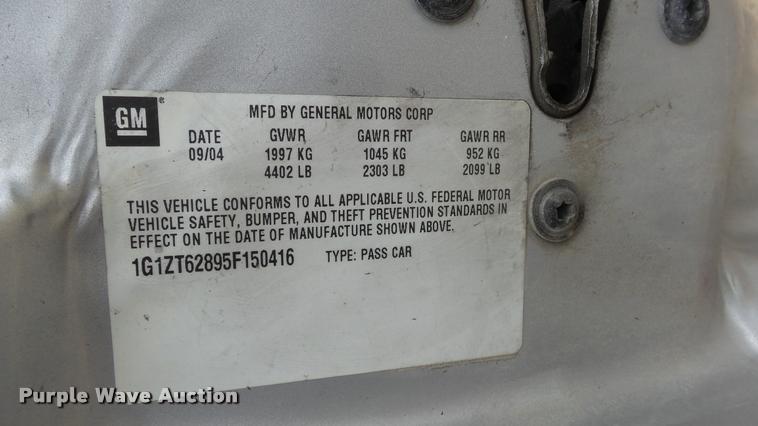 GM ®
MFD BY GENERAL MOTORS CORP
DATE GVWR GAWR FRT GAWR RR
09/04 1997 KG 1045 KG 952 KG
4402 LB 2303 LB 2099 LB
THIS VEHICLE CONFORMS TO ALL APPLICABLE U.S. FEDERAL MOTOR
VEHICLE SAFETY, BUMPER, AND THEFT PREVENTION STANDARDS IN
EFFECT ON THE DATE OF MANUFACTURE SHOWN ABOVE.
1G1ZT62895F150416 TYPE: PASS CAR
Purple Wave Auction